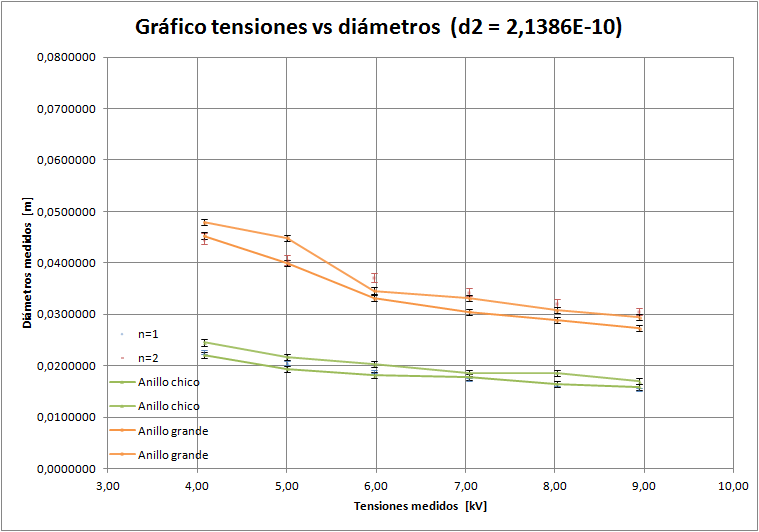 Gráfico tensiones vs diámetros (d2 = 2,1386E-10)
0,0800000
0,0700000
0,0600000
0,0500000
0,0400000
0,0300000
0,0200000
0,0100000
0,0000000
Diámetros medidos [m]
n=1
n=2
Anillo chico
Anillo chico
Anillo grande
Anillo grande
3,00 4,00 5,00 6,00 7,00 8,00 9,00 10,00
Tensiones medidos [kV]